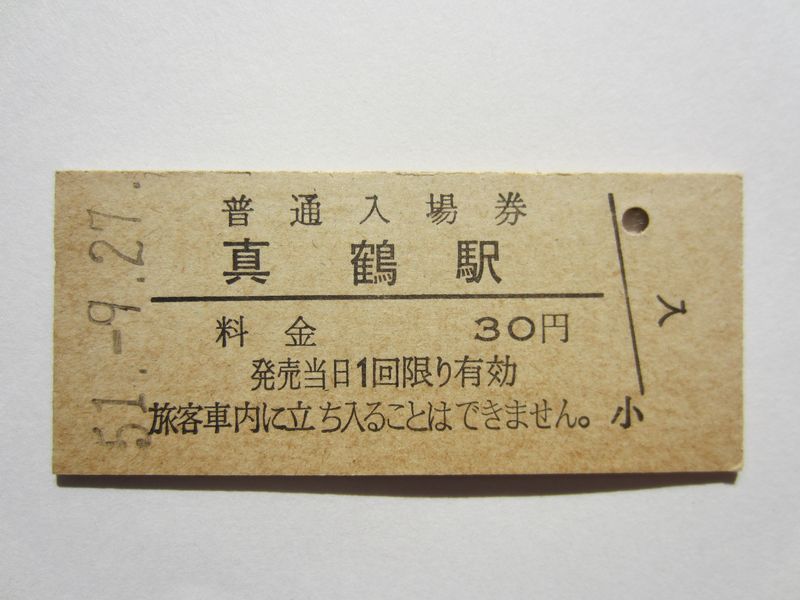 普通入場券
真鶴駅
料金 30円
発売当日1回限り有効
旅客車内に立ち入ることはできません。 小
入
51.-9.27.